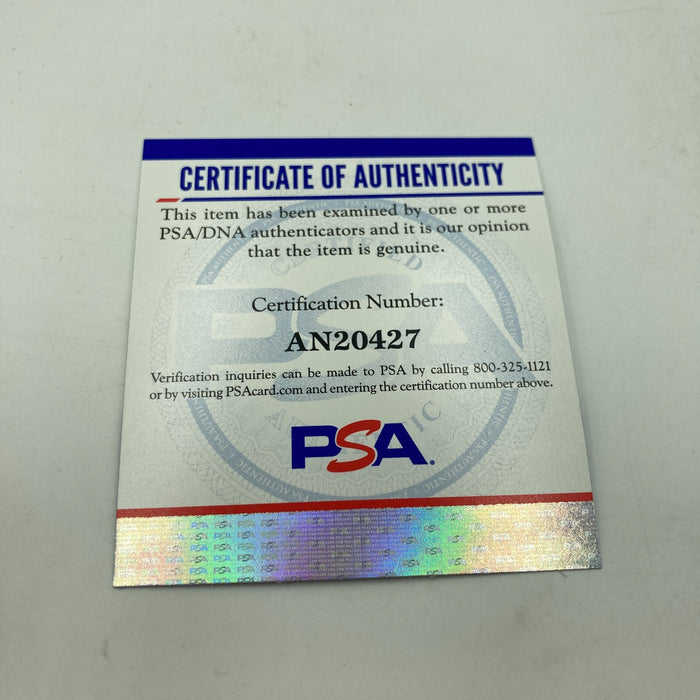 CERTIFICATE OF AUTHENTICITY
This item has been examined by one or more
PSA/DNA authenticators and it is our opinion
that the item is genuine.
Certification Number:
AN20427
Verification inquiries can be made to PSA by calling 800-325-1121
or by visiting PSAcard.com and entering the certification number above.
PSA.